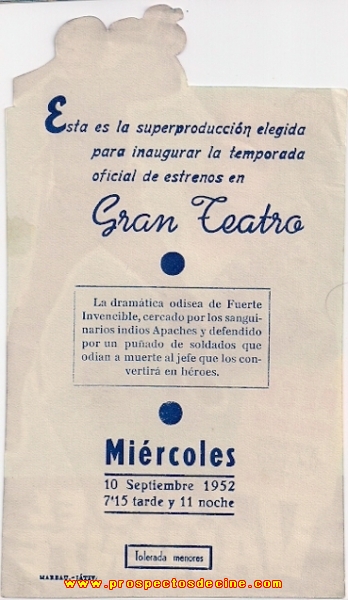 Esta es la superproducción elegida
para inaugurar la temporada
oficial de estrenos en
Gran Teatro
La dramática odisea de Fuerte
Invencible, cercado por los sangui-
narios indios Apaches y defendido
por un puñado de soldados que
odian a muerte al jefe que los con-
vertirá en héroes.
Miércoles
10 Septiembre 1952
7'15 tarde y 11 noche
Tolerada menores
www.prospectosdecine.com